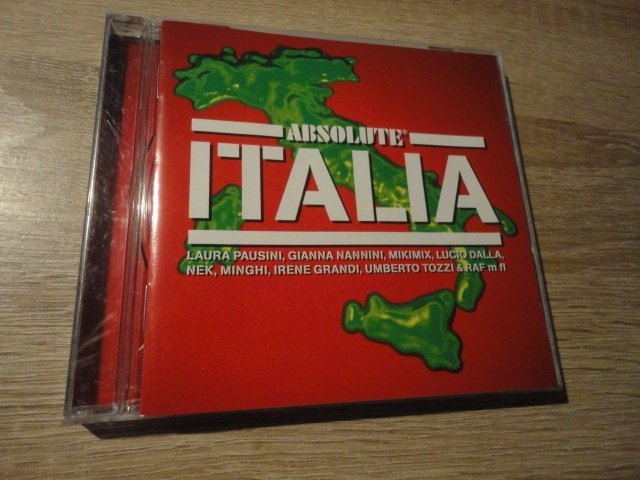 ABSOLUTE®
ITALIA
LAURA PAUSINI, GIANNA NANNINI, MIKIMIX, LUCIO DALLA,
NEK, MINGHI, IRENE GRANDI, UMBERTO TOZZI & RAF m fl